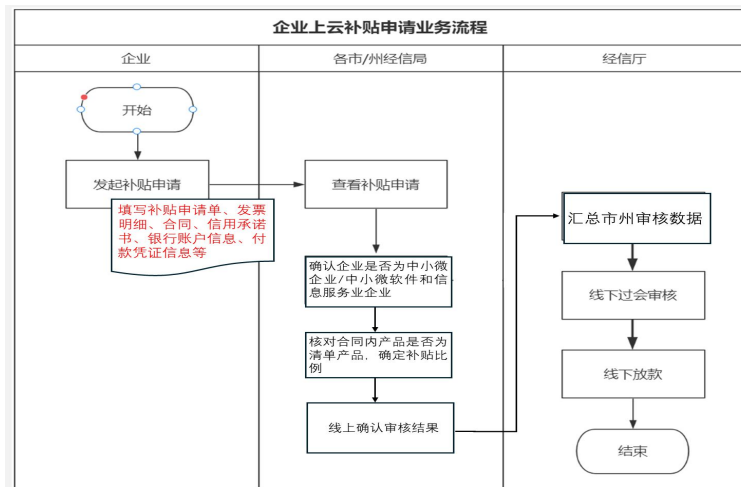 企业上云补贴申请业务流程
企业
各市/州经信局
经信厅
开始
发起补贴申请
填写补贴申请单、发票
明细、合同、信用承诺
书、银行账户信息、付
款凭证信息等
查看补贴申请
确认企业是否为中小微
企业/中小微软件和信
息服务业企业
核对合同内产品是否为
清单产品，确定补贴比
例
线上确认审核结果
汇总市州审核数据
线下过会审核
线下放款
结束